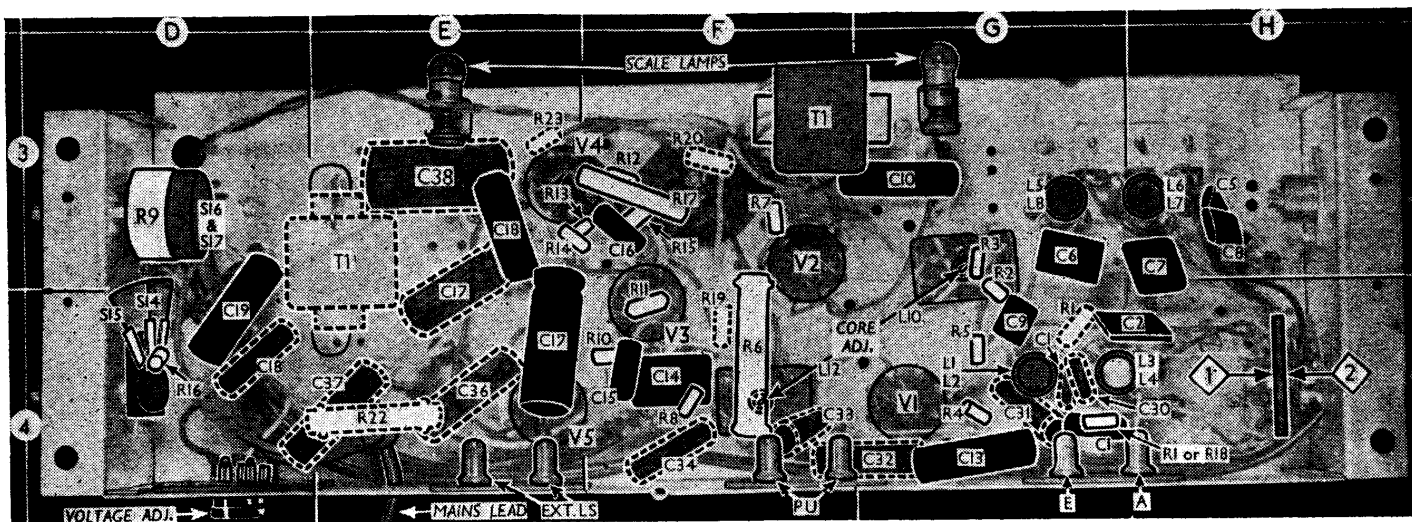 D E F G H
SCALE LAMPS
3
R23
V4
R12
R20
T1
C38
R13
R17
C10
L5
L8
L6
L7
C5
R9
S16
&
S17
C18
R7
R14
C16
R15
V2
R3
C6
C7
C8
T1
C17
R2
S14
S15
C19
R11
R19
L10
CORE
ADJ.
C9
R1
C2
V3
R6
R5
C1
R10
C18
C17
C14
L12
L1
L2
L3
L4
1
2
R16
C37
C36
C15
R8
V1
R4
C31
C30
4
R22
C33
C1
V5
C34
C32
C13
R1 or R18
VOLTAGE ADJ.
MAINS LEAD
EXT. LS
PU
E
A